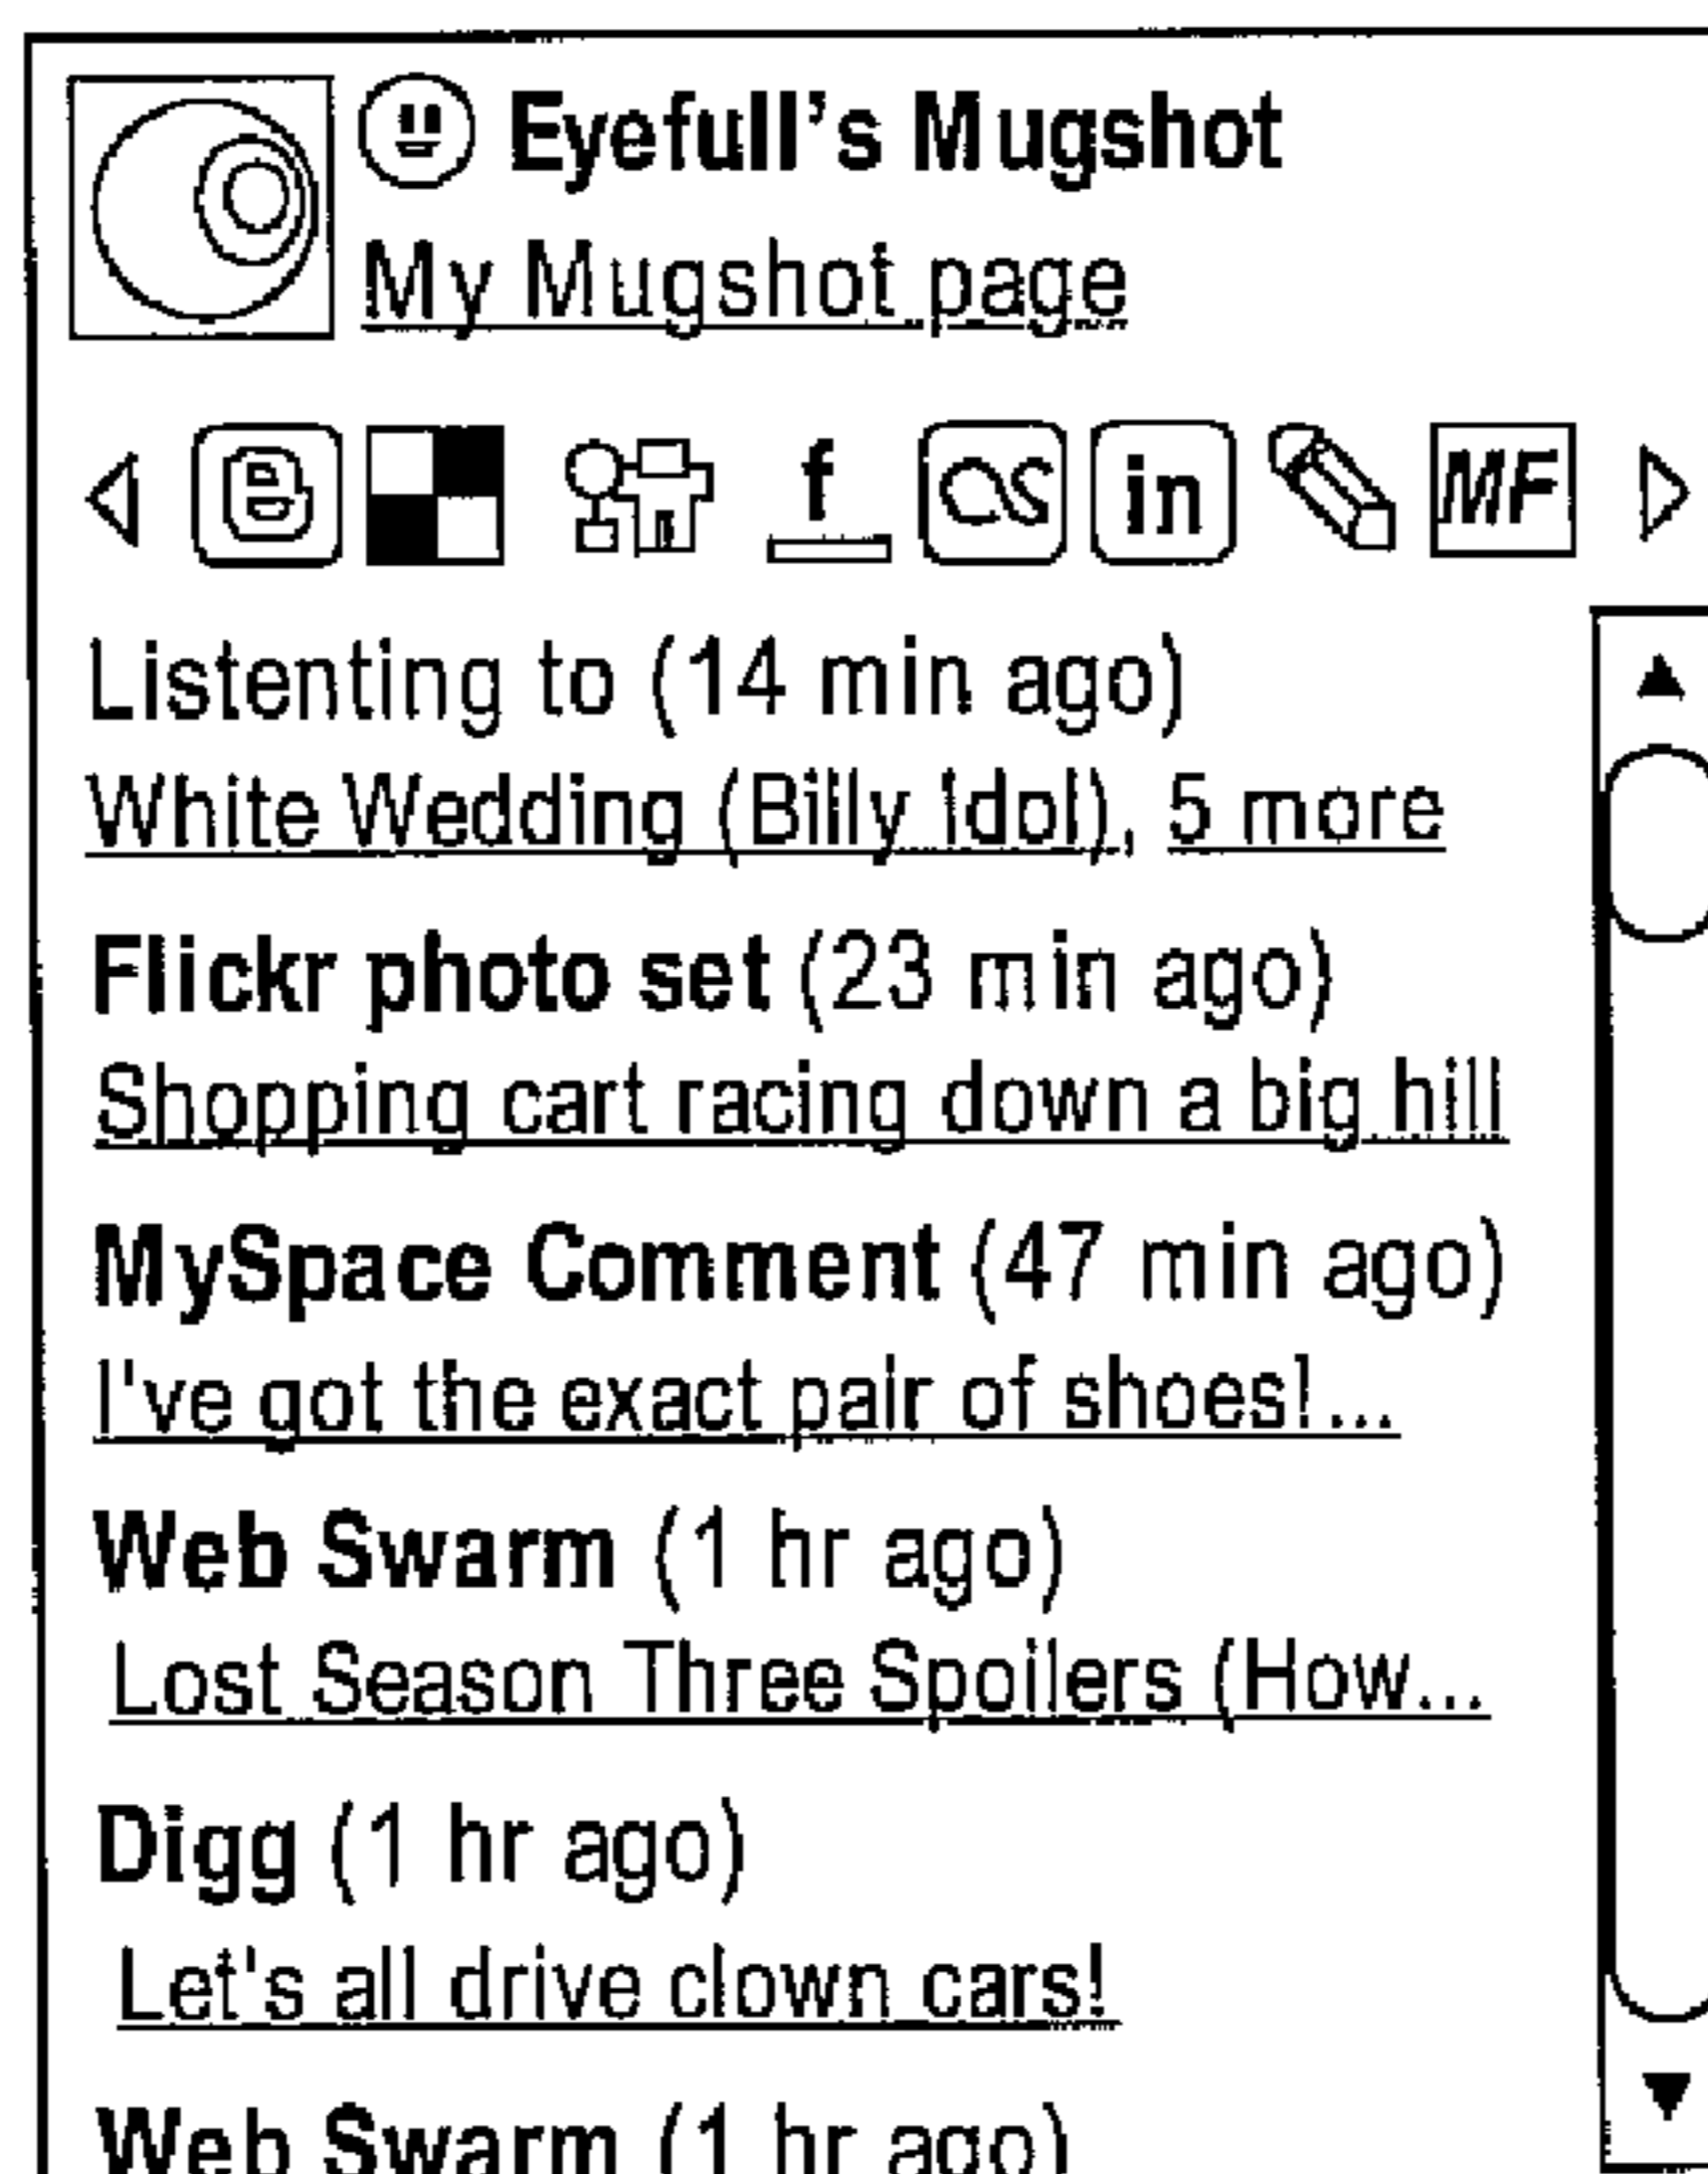 Eyefull's Mugshot
My Mugshot page
B f as in MF
Listenting to (14 min ago)
White Wedding (Billy Idol), 5 more
Flickr photo set (23 min ago)
Shopping cart racing down a big hill
MySpace Comment (47 min ago)
I've got the exact pair of shoes!...
Web Swarm (1 hr ago)
Lost Season Three Spoilers (How...
Digg (1 hr ago)
Let's all drive clown cars!
Web Swarm (1 hr ago)